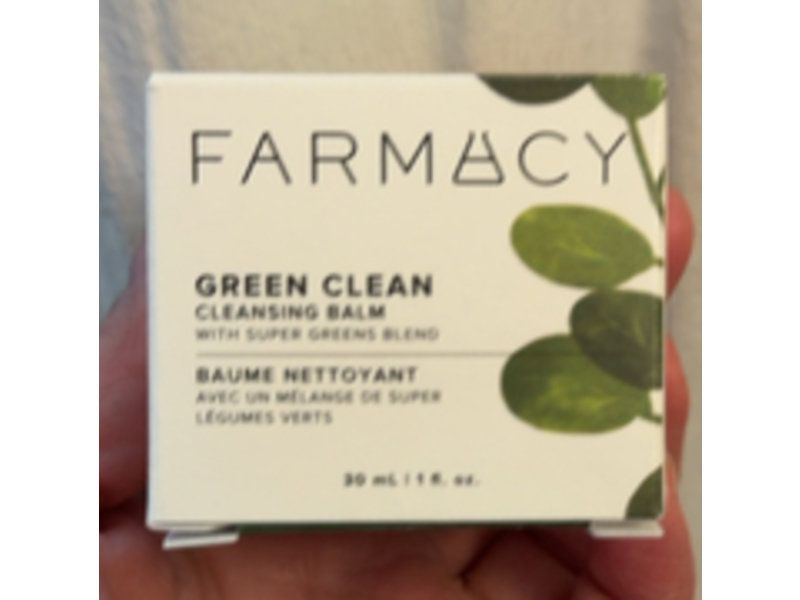 FARMACY
GREEN CLEAN
CLEANSING BALM
WITH SUPER GREENS BLEND
BAUME NETTOYANT
AVEC UN MÉLANGE DE SUPER
LÉGUMES VERTS
30 mL | 1 fl. oz.